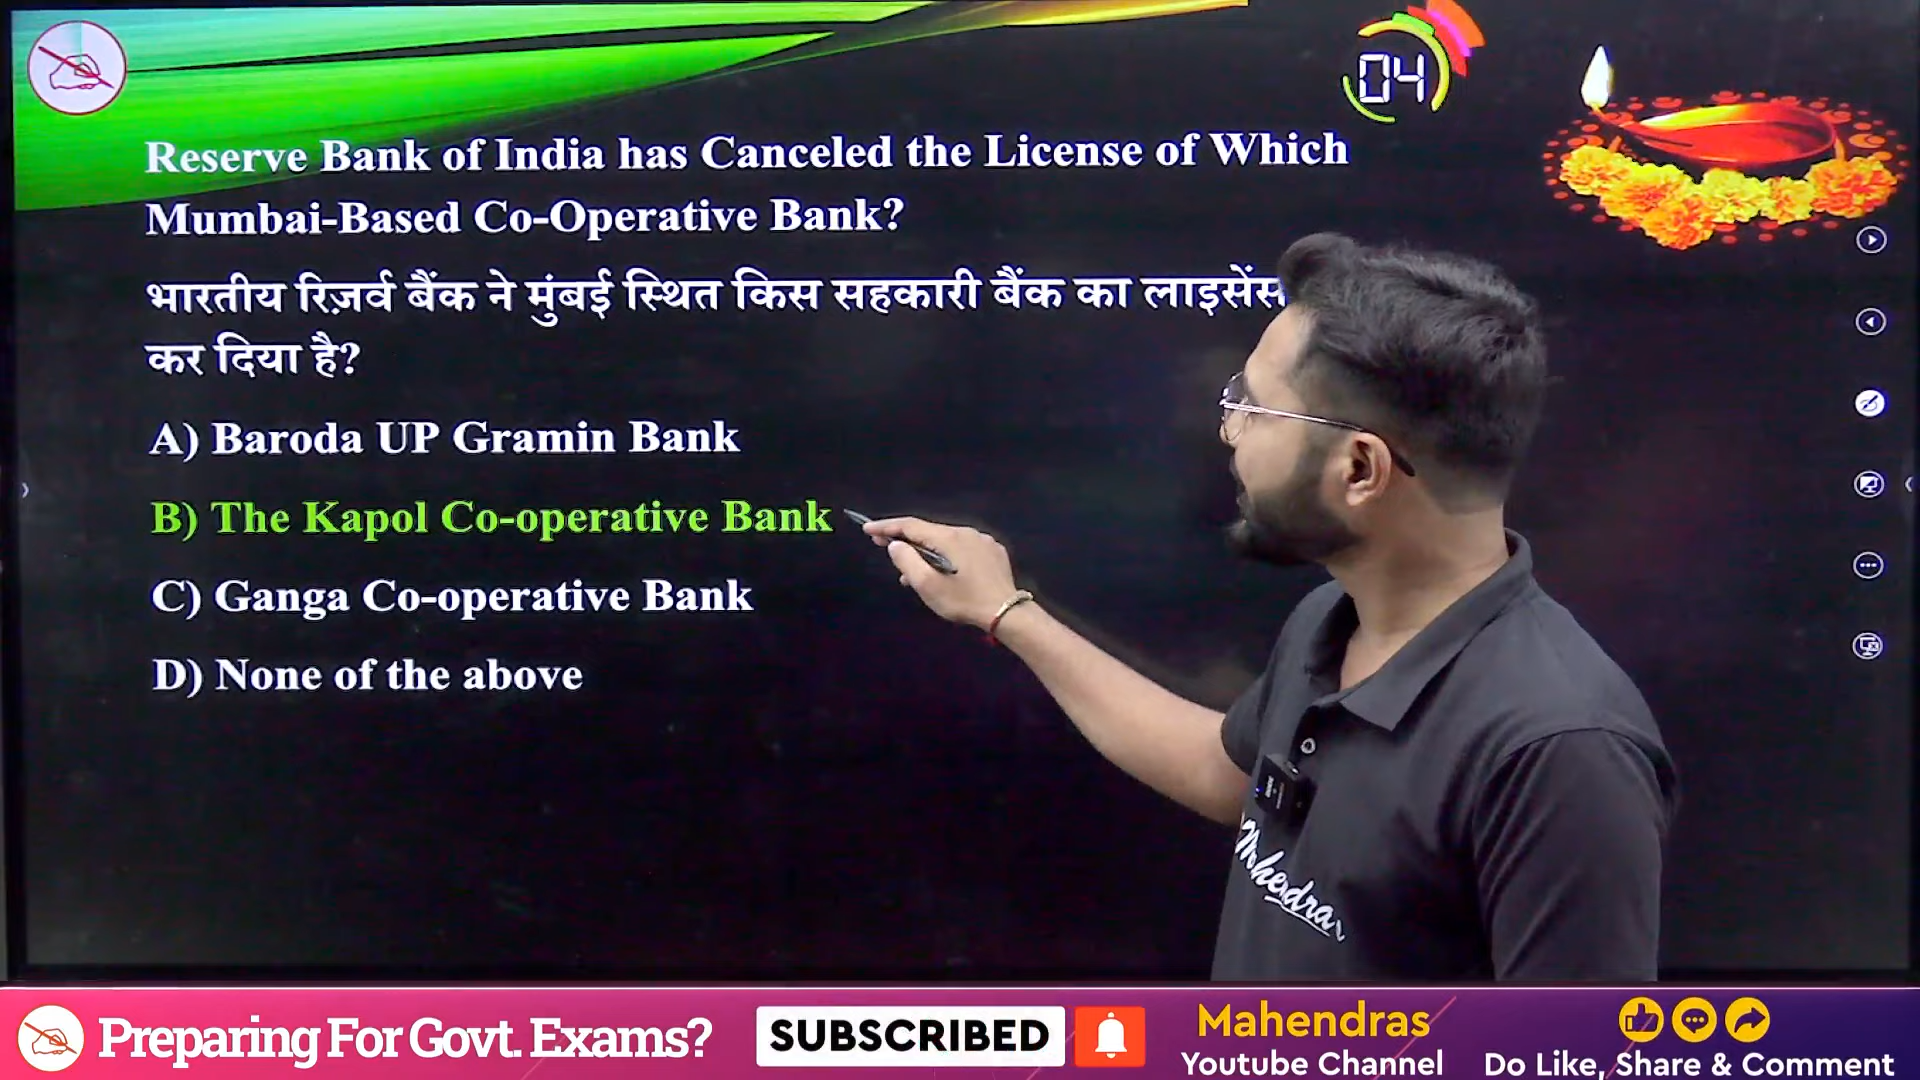 04
Reserve Bank of India has Canceled the License of Which
Mumbai-Based Co-Operative Bank?
भारतीय रिज़र्व बैंक ने मुंबई स्थित किस सहकारी बैंक का लाइसेंस
कर दिया है?
A) Baroda UP Gramin Bank
B) The Kapol Co-operative Bank
C) Ganga Co-operative Bank
D) None of the above
Mahendras
Preparing For Govt. Exams?
SUBSCRIBED
Mahendras
Youtube Channel
Do Like, Share & Comment